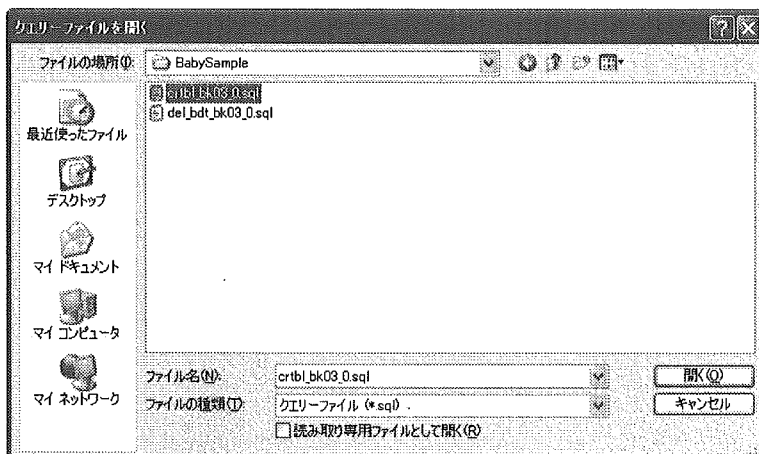 クエリーファイルを開く
ファイルの場所(I):
BabySample
crtbl_bk03_0.sql
del_bdt_bk03_0.sql
最近使ったファイル
デスクトップ
マイ ドキュメント
マイ コンピュータ
マイ ネットワーク
ファイル名(N):
crtbl_bk03_0.sql
開く(O)
ファイルの種類(T):
クエリーファイル (*.sql)
キャンセル
読み取り専用ファイルとして開く(R)